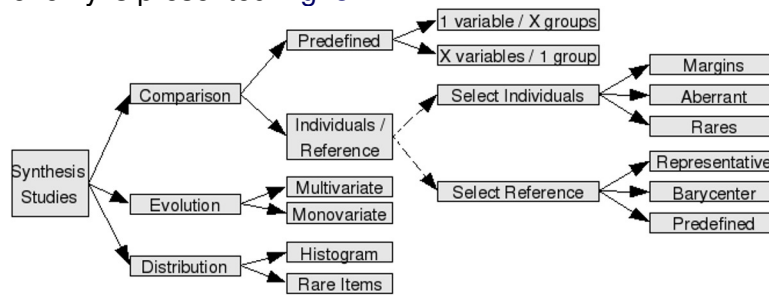 1 variable / X groups
Predefined
X variables / 1 group
Margins
Comparison
Select Individuals
Aberrant
Individuals /
Reference
Rares
Synthesis
Studies
Representative
Multivariate
Select Reference
Barycenter
Evolution
Monovariate
Predefined
Histogram
Distribution
Rare Items